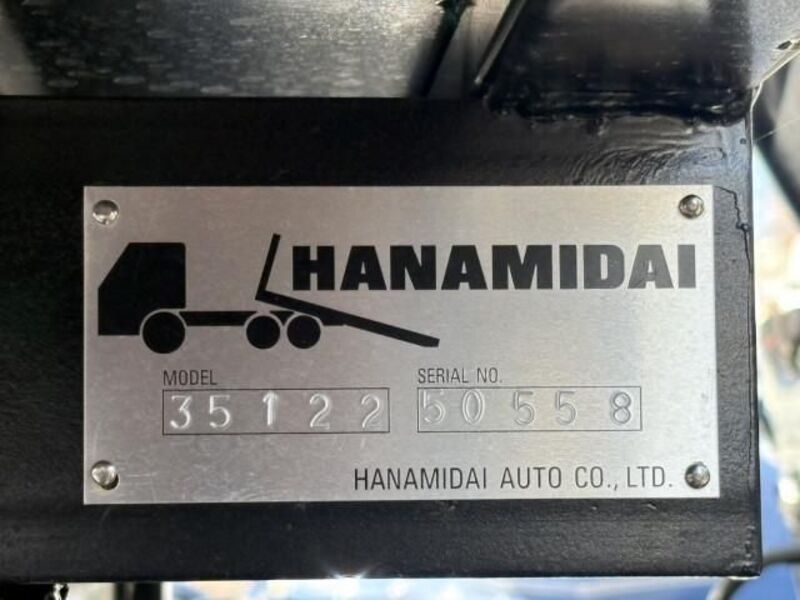 HANAMIDAI
MODEL SERIAL NO.
35122 50558
HANAMIDAI AUTO CO., LTD.